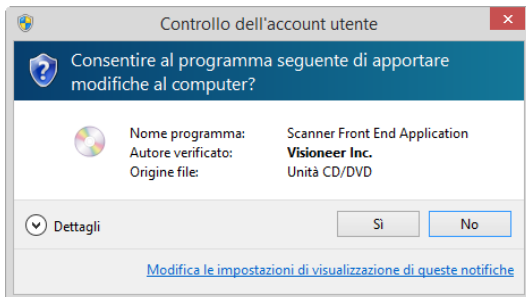 Controllo dell'account utente
Consentire al programma seguente di apportare
modifiche al computer?
Nome programma: Scanner Front End Application
Autore verificato: Visioneer Inc.
Origine file: Unità CD/DVD
Dettagli Sì No
Modifica le impostazioni di visualizzazione di queste notifiche